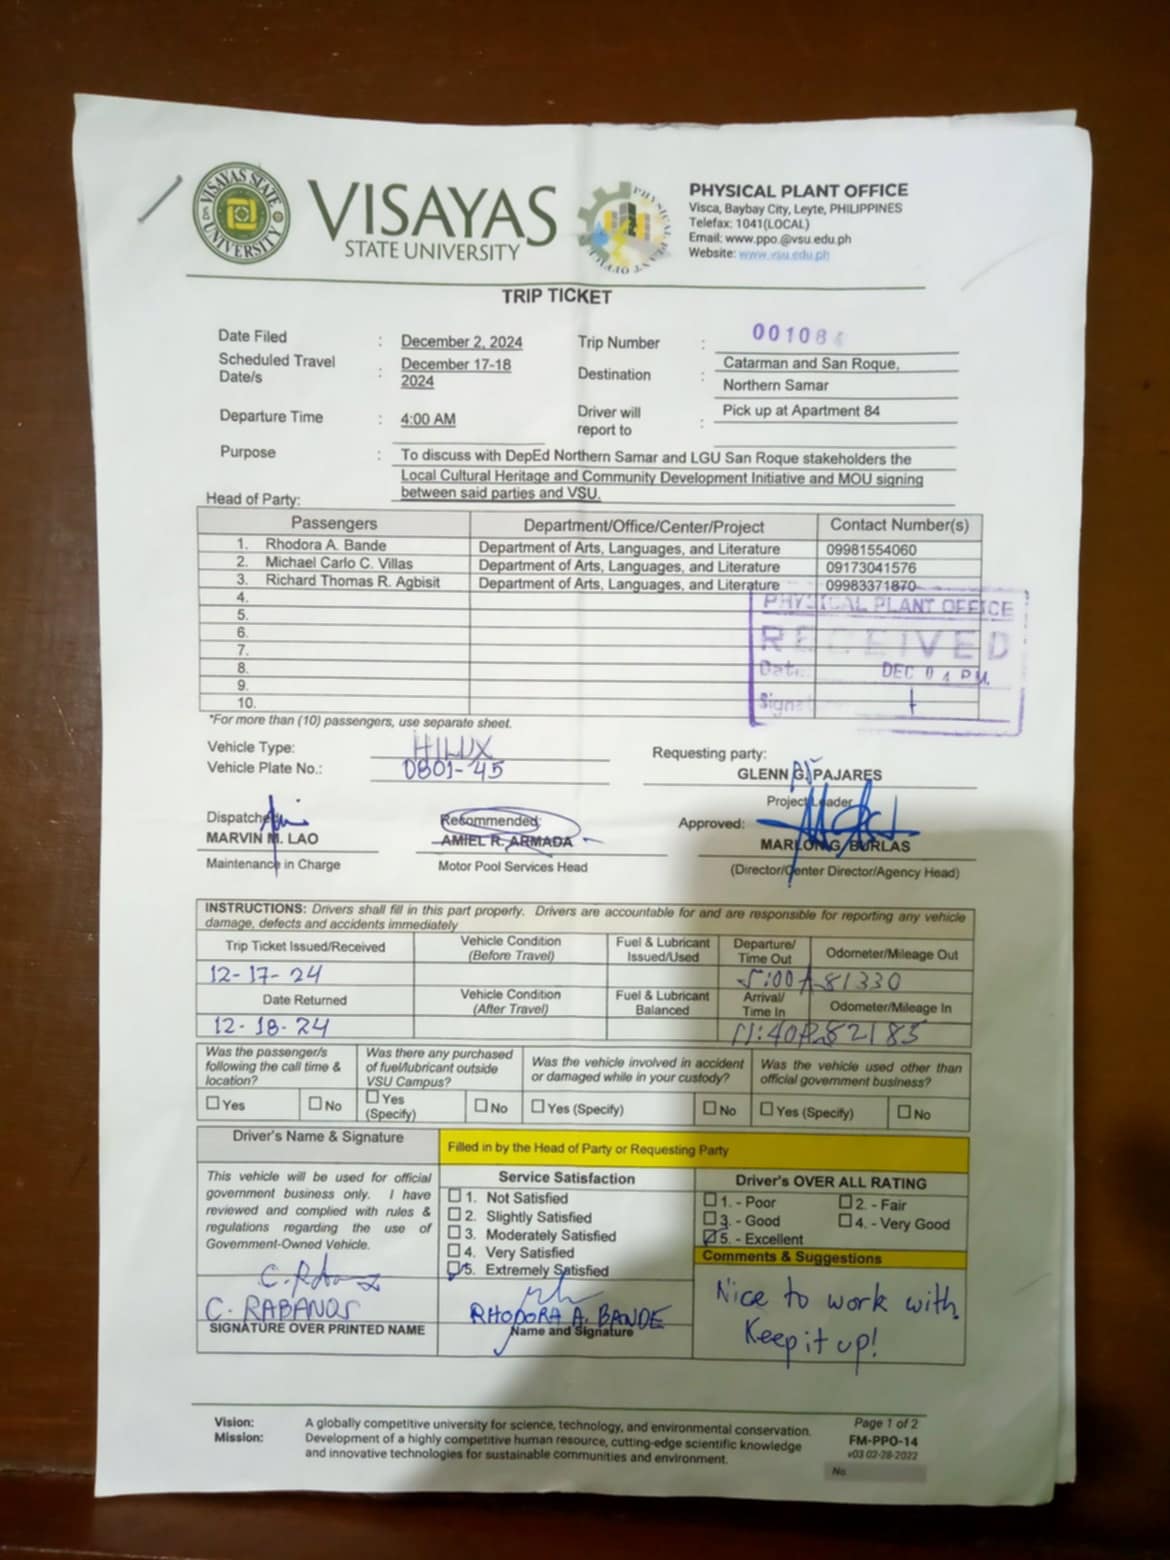 VISAYAS STATE UNIVERSITY
VISAYAS
STATE UNIVERSITY
PHYSICAL PLANT OFFICE
Visca, Baybay City, Leyte, PHILIPPINES
Telefax: 1041(LOCAL)
Email: www.ppo.@vsu.edu.ph
Website: www.vsu.edu.ph
TRIP TICKET
Date Filed : December 2, 2024 Trip Number : 001084
Scheduled Travel Date/s : December 17-18 2024 Destination : Catarman and San Roque, Northern Samar
Departure Time : 4:00 AM Driver will report to : Pick up at Apartment 84
Purpose : To discuss with DepEd Northern Samar and LGU San Roque stakeholders the
Local Cultural Heritage and Community Development Initiative and MOU signing
between said parties and VSU.
Head of Party:
Passengers Department/Office/Center/Project Contact Number(s)
1. Rhodora A. Bande Department of Arts, Languages, and Literature 09981554060
2. Michael Carlo C. Villas Department of Arts, Languages, and Literature 09173041576
3. Richard Thomas R. Agbisit Department of Arts, Languages, and Literature 09983371870
4.
5.
6.
7.
8.
9.
10.
PHYSICAL PLANT OFFICE
RECEIVED
Date: DEC 04 PM
*For more than (10) passengers, use separate sheet.
Vehicle Type: HILUX Requesting party:
Vehicle Plate No.: 0801-45 GLENN G. PAJARES
Project Leader
Dispatched: Recommended: Approved:
MARVIN M. LAO AMIEL R. ARMADA MARLON G. BURLAS
Maintenance in Charge Motor Pool Services Head (Director/Center Director/Agency Head)
INSTRUCTIONS: Drivers shall fill in this part properly. Drivers are accountable for and are responsible for reporting any vehicle
damage, defects and accidents immediately
Trip Ticket Issued/Received Vehicle Condition (Before Travel) Fuel & Lubricant Issued/Used Departure/ Time Out Odometer/Mileage Out
12-17-24 5:00A 81330
Date Returned Vehicle Condition (After Travel) Fuel & Lubricant Balanced Arrival/ Time In Odometer/Mileage In
12-18-24 11:40P 82185
Was the passenger/s following the call time & location? Was there any purchased of fuel/lubricant outside VSU Campus? Was the vehicle involved in accident or damaged while in your custody? Was the vehicle used other than official government business?
Yes No Yes (Specify) No Yes (Specify) No Yes (Specify) No
Driver's Name & Signature Filled in by the Head of Party or Requesting Party
This vehicle will be used for official
government business only. I have
reviewed and complied with rules &
regulations regarding the use of
Government-Owned Vehicle.
C. RABANOS
SIGNATURE OVER PRINTED NAME
Service Satisfaction
1. Not Satisfied
2. Slightly Satisfied
3. Moderately Satisfied
4. Very Satisfied
5. Extremely Satisfied
RHODORA A. BANDE
Name and Signature
Driver's OVER ALL RATING
1. - Poor 2. - Fair
3. - Good 4. - Very Good
5. - Excellent
Comments & Suggestions
Nice to work with.
Keep it up!
Vision: A globally competitive university for science, technology, and environmental conservation.
Mission: Development of a highly competitive human resource, cutting-edge scientific knowledge
and innovative technologies for sustainable communities and environment.
Page 1 of 2
FM-PPO-14
v03 02-28-2022
No.